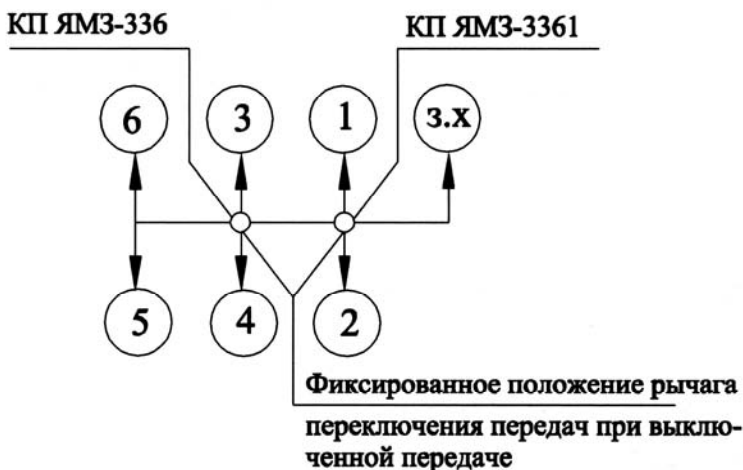 КП ЯМЗ-336 КП ЯМЗ-3361
6 3 1 З.Х
5 4 2
Фиксированное положение рычага
переключения передач при выклю-
ченной передаче